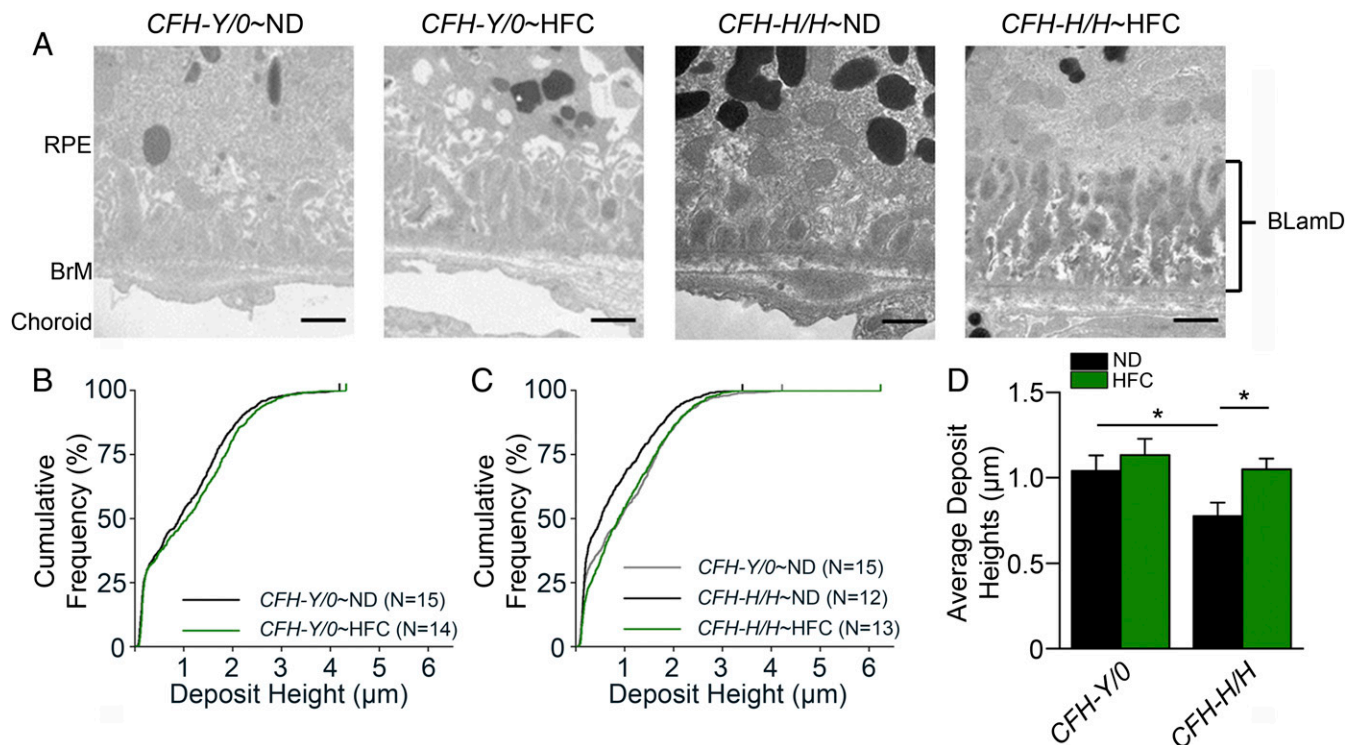 A
CFH-Y/0~ND
CFH-Y/0~HFC
CFH-H/H~ND
CFH-H/H~HFC
RPE
BrM
Choroid
BLamD
B
Cumulative
Frequency (%)
100
75
50
25
0
CFH-Y/0~ND (N=15)
CFH-Y/0~HFC (N=14)
1 2 3 4 5 6
Deposit Height (µm)
C
Cumulative
Frequency (%)
100
75
50
25
0
CFH-Y/0~ND (N=15)
CFH-H/H~ND (N=12)
CFH-H/H~HFC (N=13)
1 2 3 4 5 6
Deposit Height (µm)
D
ND
HFC
Average Deposit
Heights (µm)
1.5
1.0
0.5
0
* *
CFH-Y/0
CFH-H/H